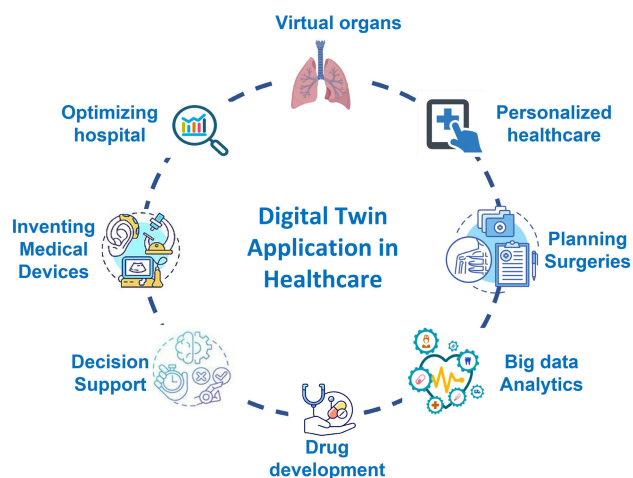 Virtual organs
Optimizing
hospital
Personalized
healthcare
Digital Twin
Application in
Healthcare
Inventing
Medical
Devices
Planning
Surgeries
Decision
Support
Big data
Analytics
Drug
development